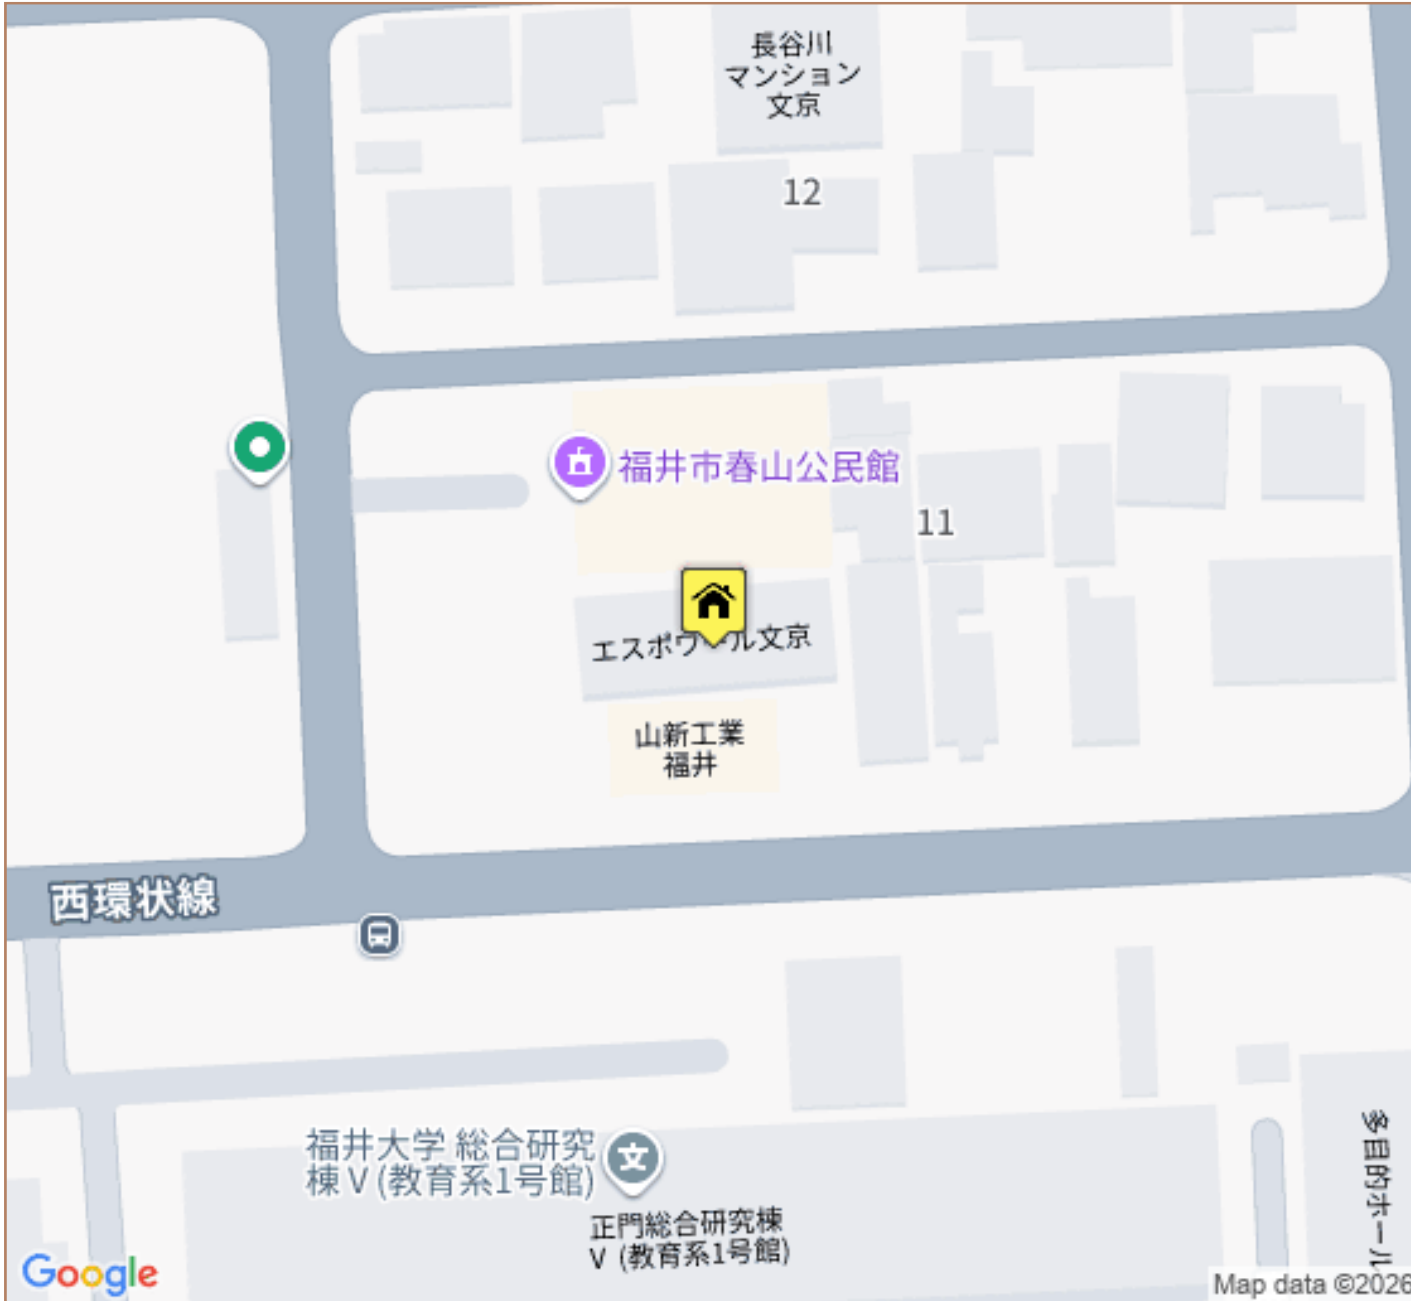 長谷川
マンション
文京
12
福井市春山公民館
11
エスポワール文京
山新工業
福井
西環状線
福井大学 総合研究
棟Ⅴ(教育系1号館)
文
正門総合研究棟
Ⅴ (教育系1号館)
多目的ホール
Google
Map data ©2026